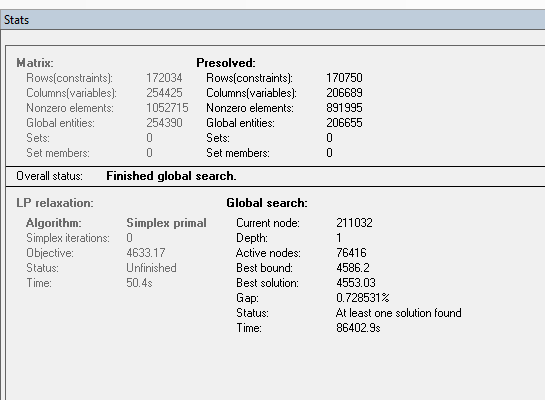 Stats
Matrix: Presolved:
Rows(constraints): 172034 Rows(constraints): 170750
Columns(variables): 254425 Columns(variables): 206689
Nonzero elements: 1052715 Nonzero elements: 891995
Global entities: 254390 Global entities: 206655
Sets: 0 Sets: 0
Set members: 0 Set members: 0
Overall status: Finished global search.
LP relaxation: Global search:
Algorithm: Simplex primal Current node: 211032
Simplex iterations: 0 Depth: 1
Objective: 4633.17 Active nodes: 76416
Status: Unfinished Best bound: 4586.2
Time: 50.4s Best solution: 4553.03
Gap: 0.728531%
Status: At least one solution found
Time: 86402.9s